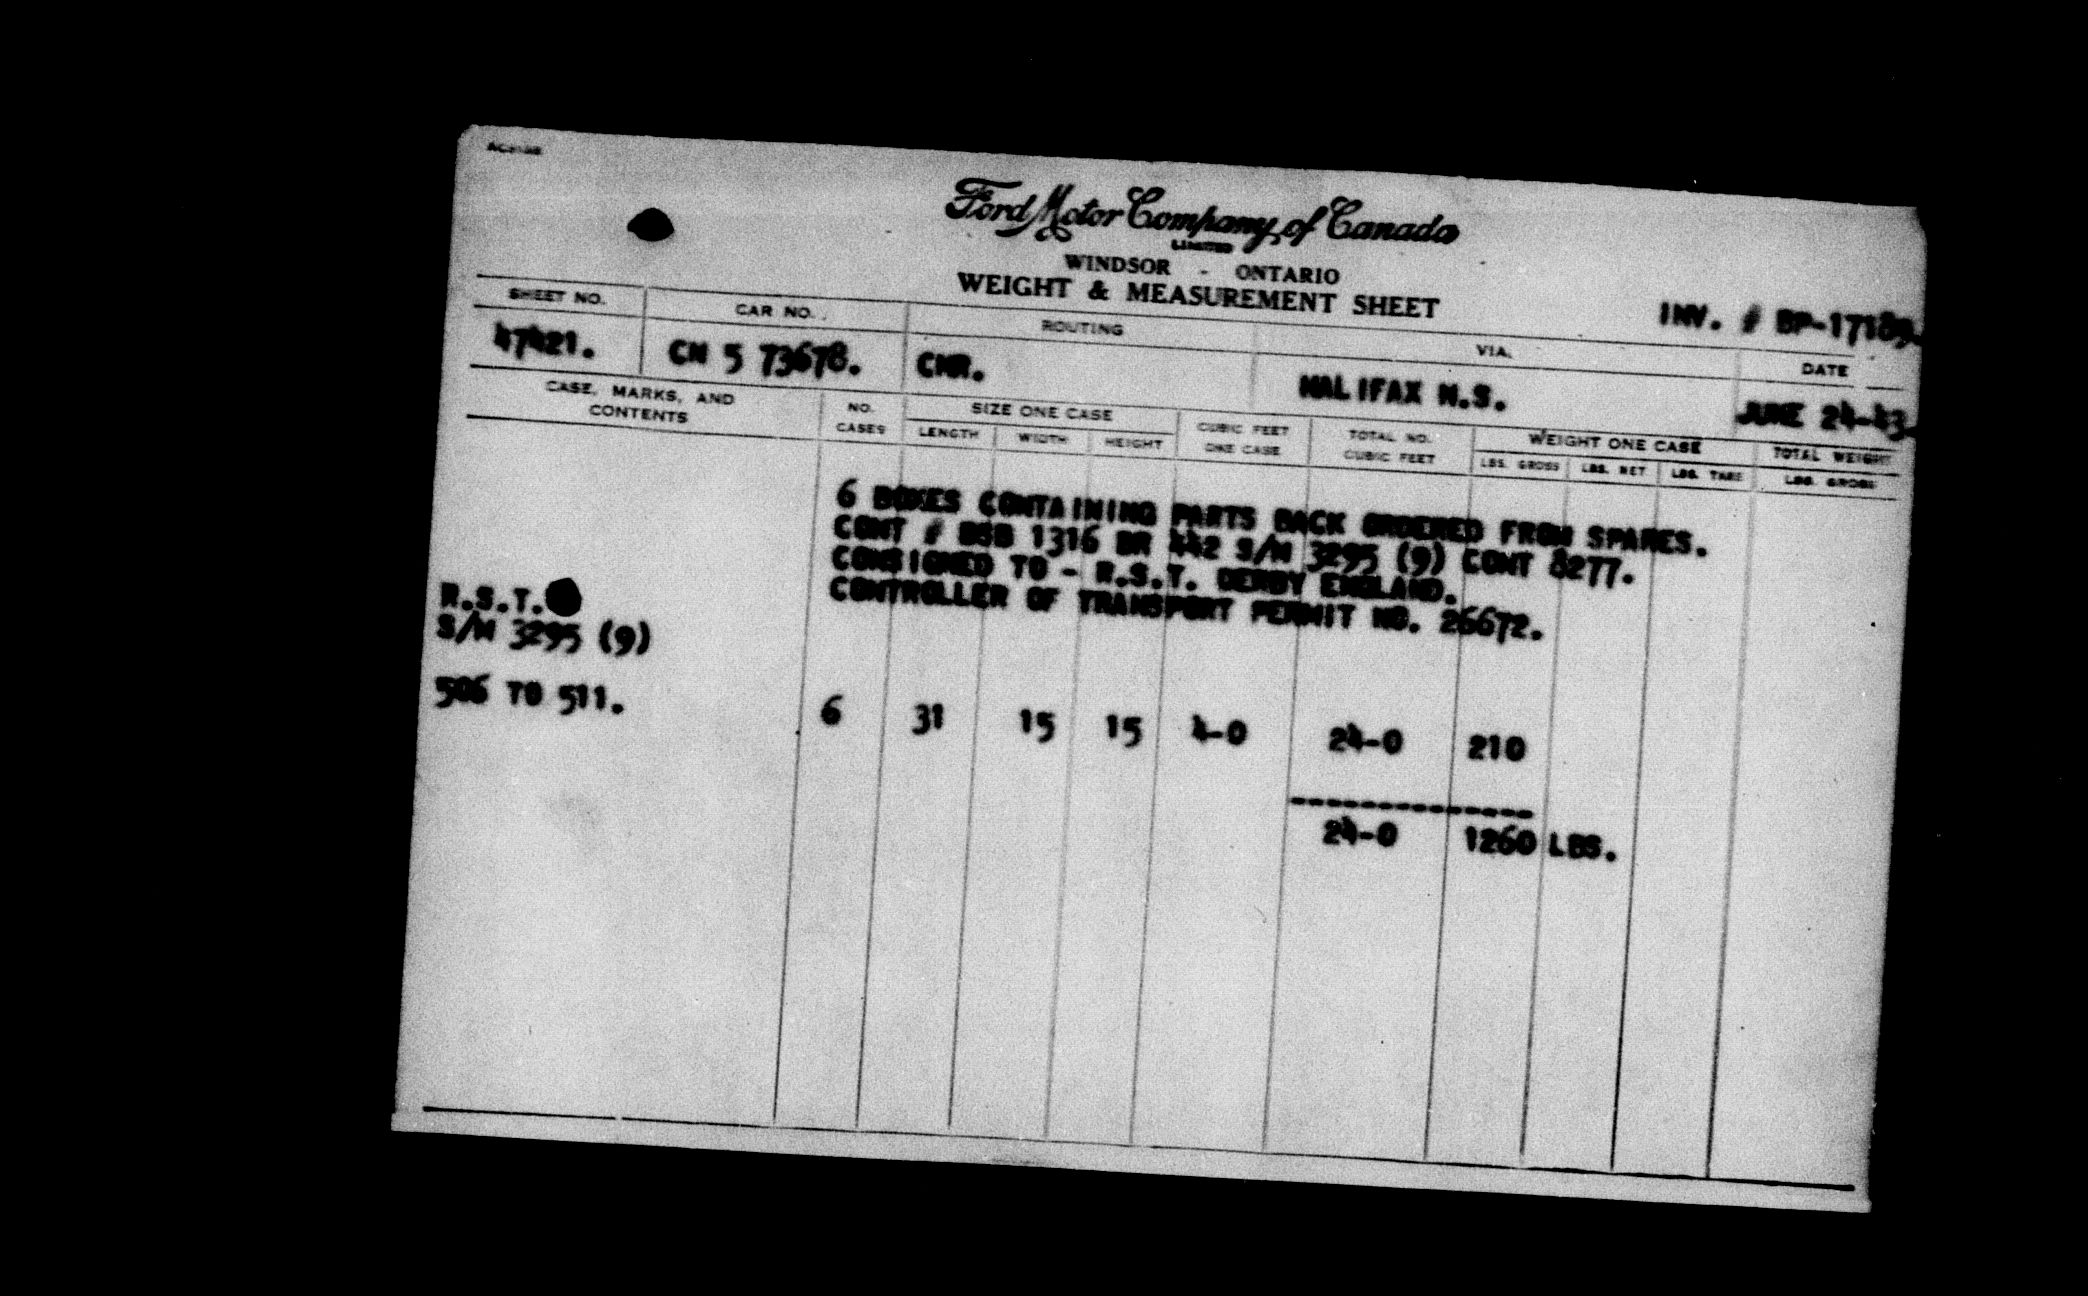 Ford Motor Company of Canada
LIMITED
WINDSOR - ONTARIO
WEIGHT & MEASUREMENT SHEET
INV. # BP-17189.
SHEET NO. CAR NO. ROUTING VIA. DATE
47421. CN 5 73678. CNR. HALIFAX N.S. JUNE 24-43.
CASE, MARKS, AND CONTENTS NO. CASES SIZE ONE CASE CUBIC FEET ONE CASE TOTAL NO. CUBIC FEET WEIGHT ONE CASE TOTAL WEIGHT
LENGTH WIDTH HEIGHT LBS. GROSS LBS. NET LBS. TARE LBS. GROSS
6 BOXES CONTAINING PARTS BACK ORDERED FROM SPARES.
CONT # BSB 1316 BR 442 S/M 3295 (9) CONT 8277.
CONSIGNED TO - R.S.T. DERBY ENGLAND.
CONTROLLER OF TRANSPORT PERMIT NO. 26672.
R.S.T.
S/M 3295 (9)
506 TO 511. 6 31 15 15 4-0 24-0 210
24-0 1260 LBS.